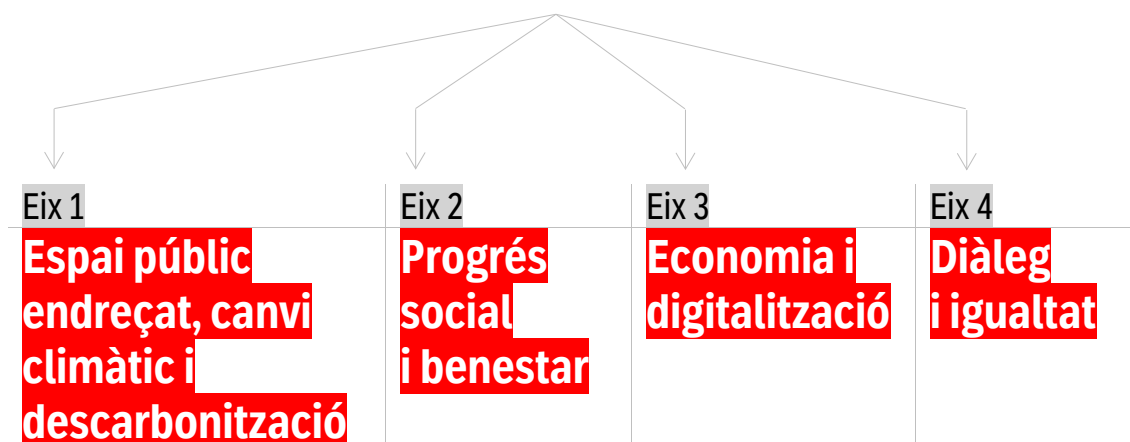 Eix 1
Espai públic
endreçat, canvi
climàtic i
descarbonització
Eix 2
Progrés
social
i benestar
Eix 3
Economia i
digitalització
Eix 4
Diàleg
i igualtat